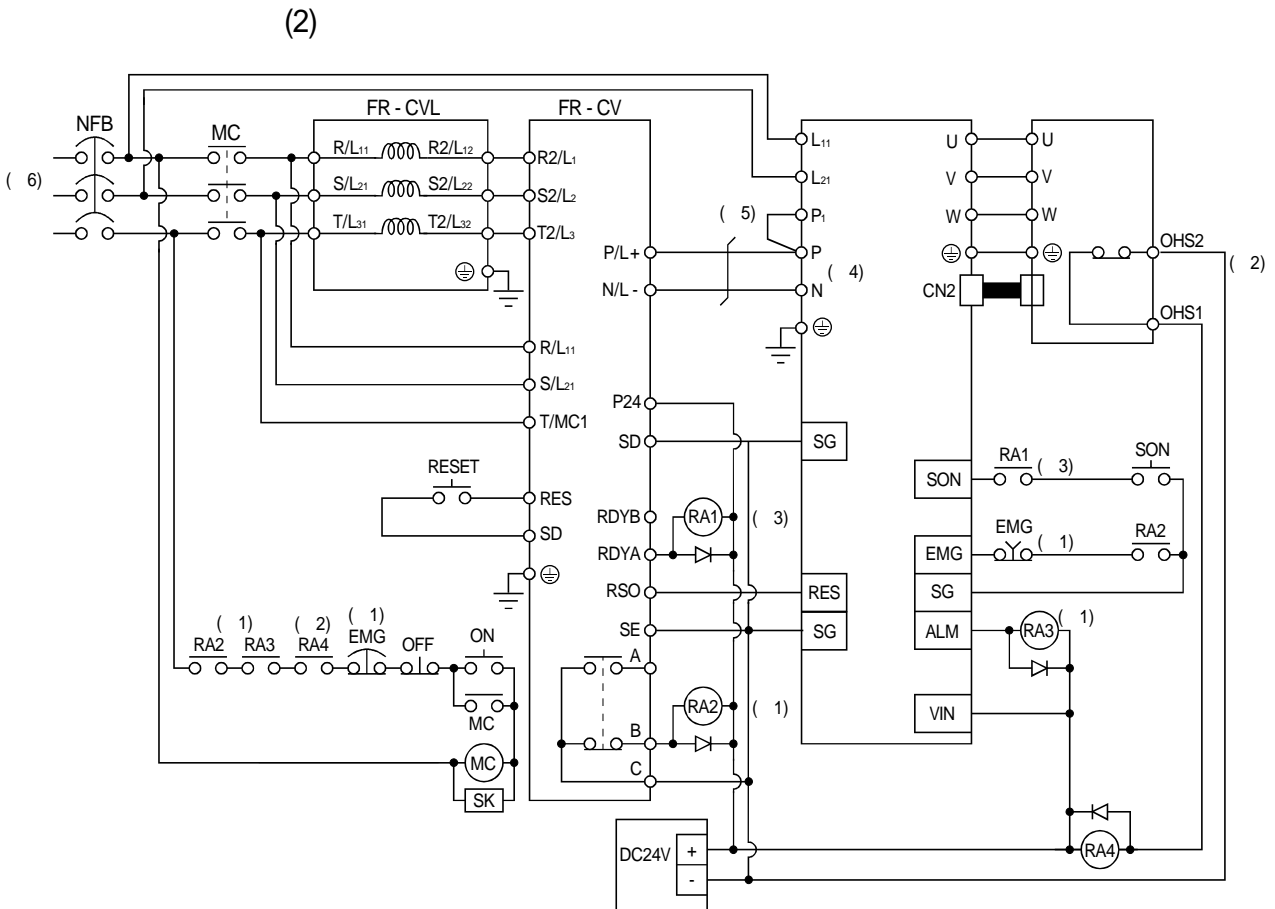 (2)
FR - CVL
FR - CV
NFB
MC
( 6)
R/L11
R2/L12
R2/L1
S/L21
S2/L22
S2/L2
T/L31
T2/L32
T2/L3
L11
L21
P1
P
N
( 5)
( 4)
P/L+
N/L -
U
V
W
U
V
W
CN2
OHS2
( 2)
OHS1
R/L11
S/L21
T/MC1
P24
SD
SG
RESET
RES
SD
RDYB
RDYA
RA1
( 3)
RSO
RES
SE
SG
SON
RA1
( 3)
SON
EMG
EMG
( 1)
RA2
SG
ALM
RA3
( 1)
VIN
( 1)
RA2
RA3
( 2)
RA4
( 1)
EMG
OFF
ON
MC
MC
SK
A
B
C
RA2
( 1)
DC24V
+
-
RA4